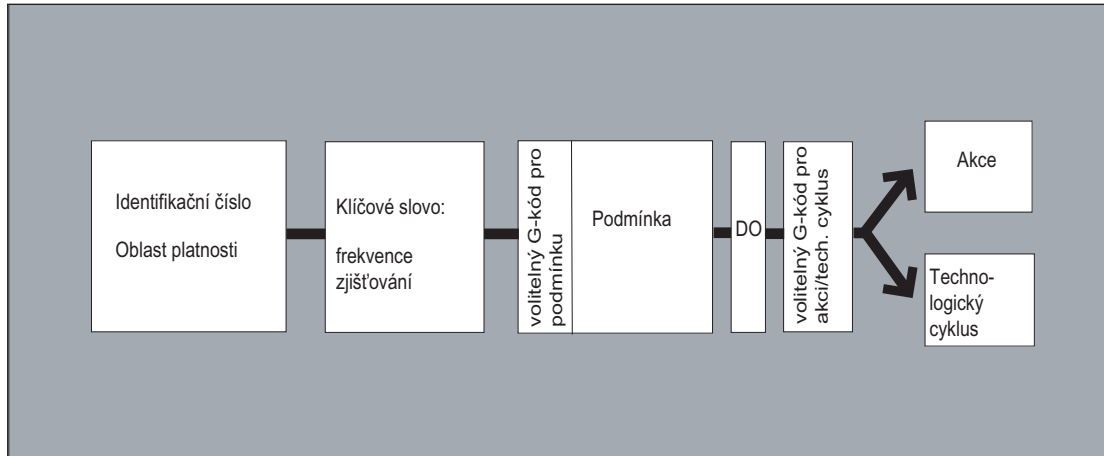 Identifikační číslo
Oblast platnosti
Klíčové slovo:
frekvence
zjišťování
volitelný G-kód pro
podmínku
Podmínka
DO
volitelný G-kód pro
akci/tech. cyklus
Akce
Techno-
logický
cyklus